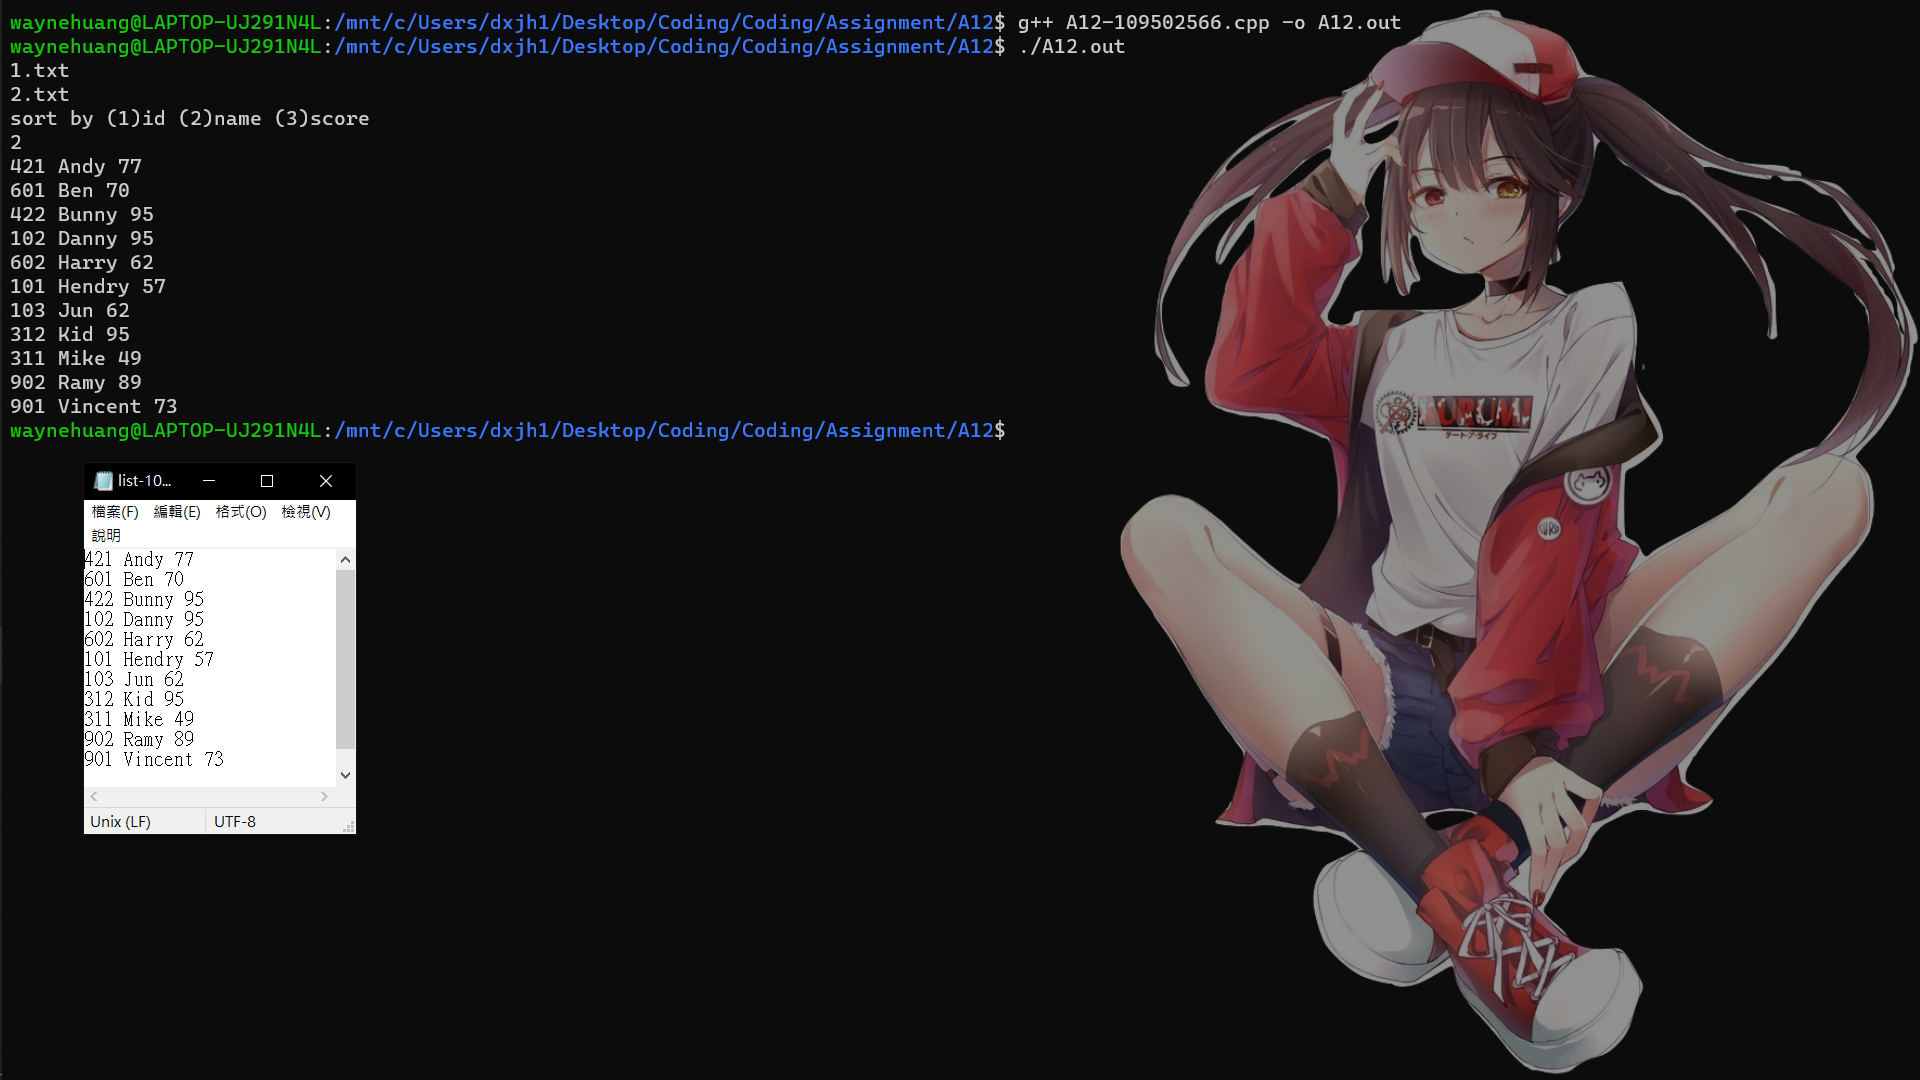 waynehuang@LAPTOP-UJ291N4L:/mnt/c/Users/dxjh1/Desktop/Coding/Coding/Assignment/A12$ g++ A12-109502566.cpp -o A12.out
waynehuang@LAPTOP-UJ291N4L:/mnt/c/Users/dxjh1/Desktop/Coding/Coding/Assignment/A12$ ./A12.out
1.txt
2.txt
sort by (1)id (2)name (3)score
2
421 Andy 77
601 Ben 70
422 Bunny 95
102 Danny 95
602 Harry 62
101 Hendry 57
103 Jun 62
312 Kid 95
311 Mike 49
902 Ramy 89
901 Vincent 73
waynehuang@LAPTOP-UJ291N4L:/mnt/c/Users/dxjh1/Desktop/Coding/Coding/Assignment/A12$
list-10...
檔案(F) 編輯(E) 格式(O) 檢視(V)
說明
421 Andy 77
601 Ben 70
422 Bunny 95
102 Danny 95
602 Harry 62
101 Hendry 57
103 Jun 62
312 Kid 95
311 Mike 49
902 Ramy 89
901 Vincent 73
Unix (LF) UTF-8
KURUMI
デート・ア・ライブ